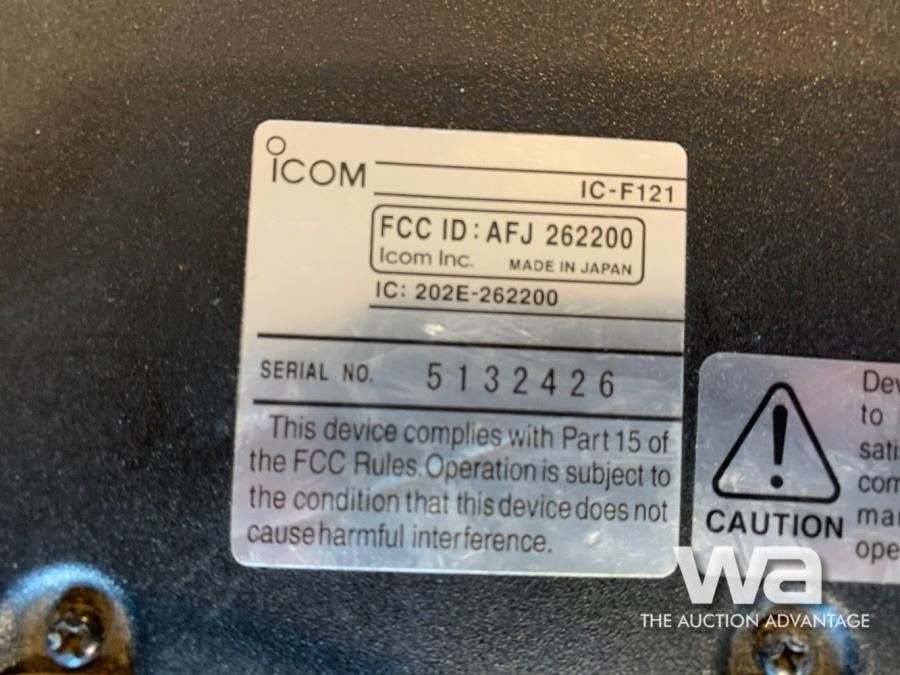 ICOM
IC-F121
FCC ID: AFJ 262200
Icom Inc. MADE IN JAPAN
IC: 202E-262200
SERIAL NO. 5132426
This device complies with Part 15 of
the FCC Rules. Operation is subject to
the condition that this device does not
cause harmful interference.
CAUTION
to
wa
THE AUCTION ADVANTAGE